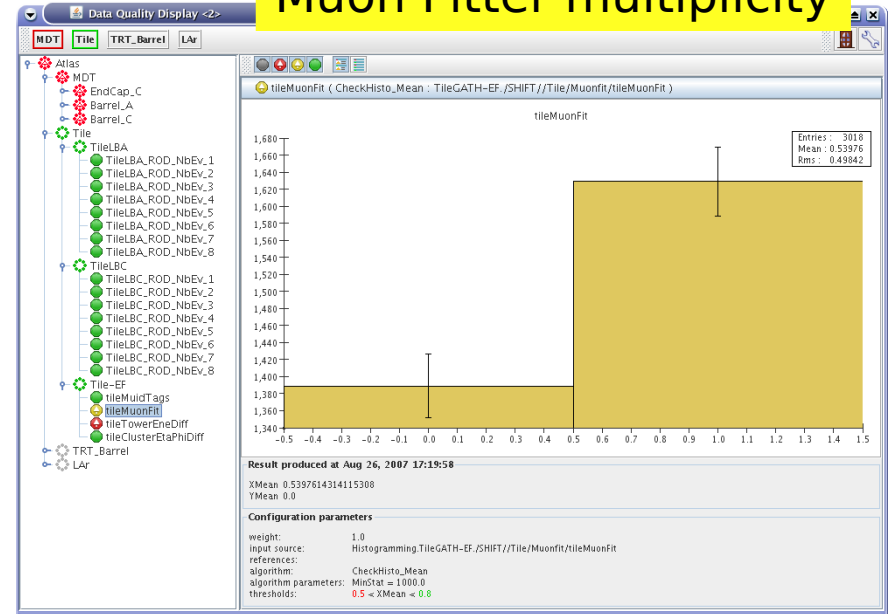 Muon Fitter multiplicity
Data Quality Display <2>
MDT Tile TRT_Barrel LAr
Atlas
MDT
EndCap_C
Barrel_A
Barrel_C
Tile
TileLBA
TileLBA_ROD_NbEv_1
TileLBA_ROD_NbEv_2
TileLBA_ROD_NbEv_3
TileLBA_ROD_NbEv_4
TileLBA_ROD_NbEv_5
TileLBA_ROD_NbEv_6
TileLBA_ROD_NbEv_7
TileLBA_ROD_NbEv_8
TileLBC
TileLBC_ROD_NbEv_1
TileLBC_ROD_NbEv_2
TileLBC_ROD_NbEv_3
TileLBC_ROD_NbEv_4
TileLBC_ROD_NbEv_5
TileLBC_ROD_NbEv_6
TileLBC_ROD_NbEv_7
TileLBC_ROD_NbEv_8
Tile-EF
tileMuidTags
tileMuonFit
tileTowerEneDiff
tileClusterEtaPhiDiff
TRT_Barrel
LAr
tileMuonFit ( CheckHisto_Mean : TileGATH-EF./SHIFT//Tile/Muonfit/tileMuonFit )
tileMuonFit
Entries : 3018
Mean : 0.53976
Rms : 0.49842
1,680
1,660
1,640
1,620
1,600
1,580
1,560
1,540
1,520
1,500
1,480
1,460
1,440
1,420
1,400
1,380
1,360
1,340
-0.5 -0.4 -0.3 -0.2 -0.1 0.0 0.1 0.2 0.3 0.4 0.5 0.6 0.7 0.8 0.9 1.0 1.1 1.2 1.3 1.4 1.5
Result produced at Aug 26, 2007 17:19:58
XMean 0.5397614314115308
YMean 0.0
Configuration parameters
weight: 1.0
input source: Histogramming.TileGATH-EF./SHIFT//Tile/Muonfit/tileMuonFit
references:
algorithm: CheckHisto_Mean
algorithm parameters: MinStat = 1000.0
thresholds: 0.5 < XMean < 0.8